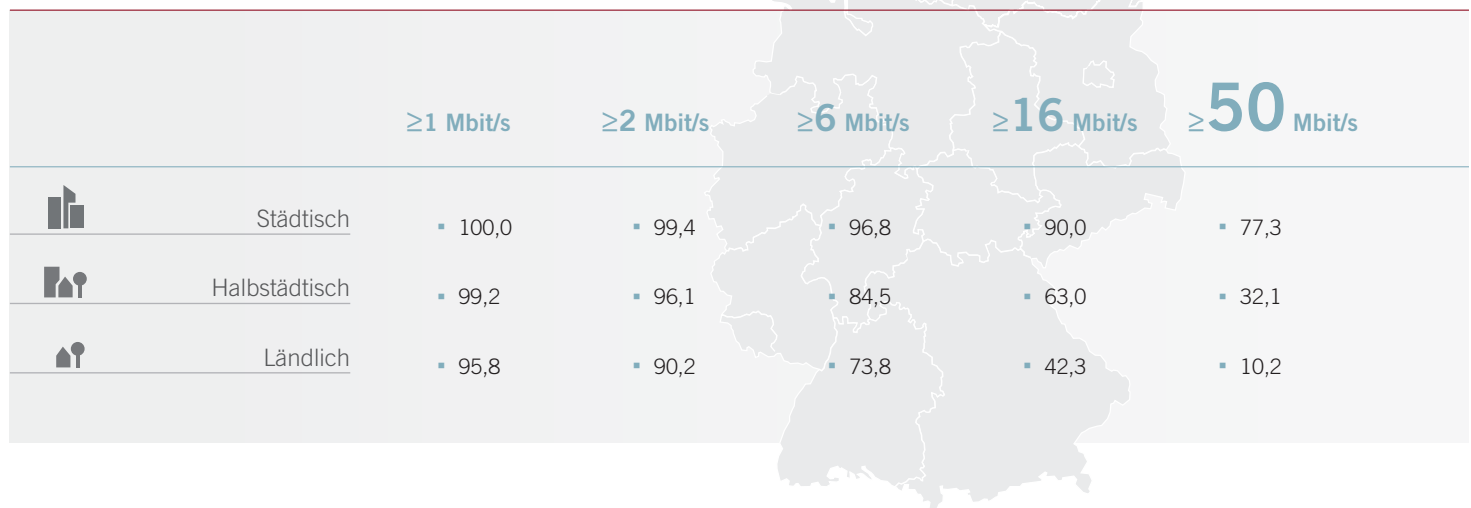 ≥1 Mbit/s ≥2 Mbit/s ≥6 Mbit/s ≥16 Mbit/s ≥50 Mbit/s
Städtisch ▪ 100,0 ▪ 99,4 ▪ 96,8 ▪ 90,0 ▪ 77,3
Halbstädtisch ▪ 99,2 ▪ 96,1 ▪ 84,5 ▪ 63,0 ▪ 32,1
Ländlich ▪ 95,8 ▪ 90,2 ▪ 73,8 ▪ 42,3 ▪ 10,2